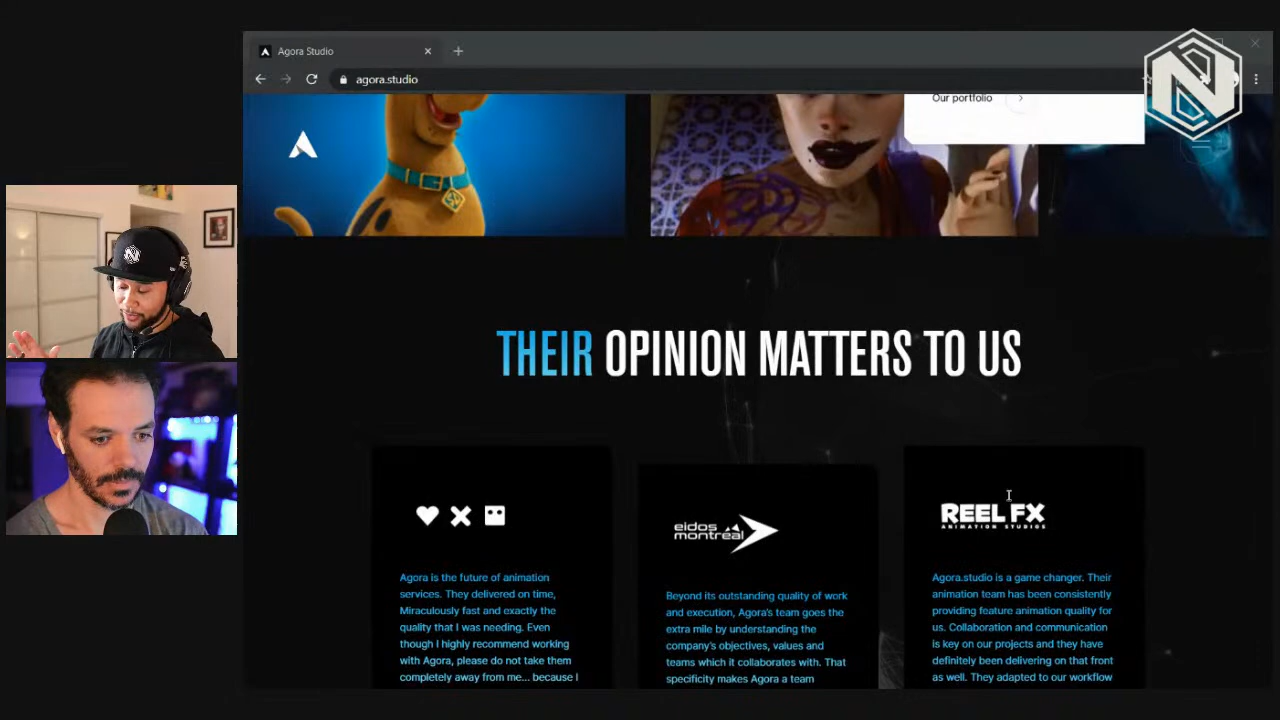 Agora Studio
agora.studio
Our portfolio
THEIR OPINION MATTERS TO US
Agora is the future of animation
services. They delivered on time,
Miraculously fast and exactly the
quality that I was needing. Even
though I highly recommend working
with Agora, please do not take them
completely away from me... because I
eidos
montréal
Beyond its outstanding quality of work
and execution, Agora's team goes the
extra mile by understanding the
company's objectives, values and
teams which it collaborates with. That
specificity makes Agora a team
REEL FX
ANIMATION STUDIOS
Agora.studio is a game changer. Their
animation team has been consistently
providing feature animation quality for
us. Collaboration and communication
is key on our projects and they have
definitely been delivering on that front
as well. They adapted to our workflow